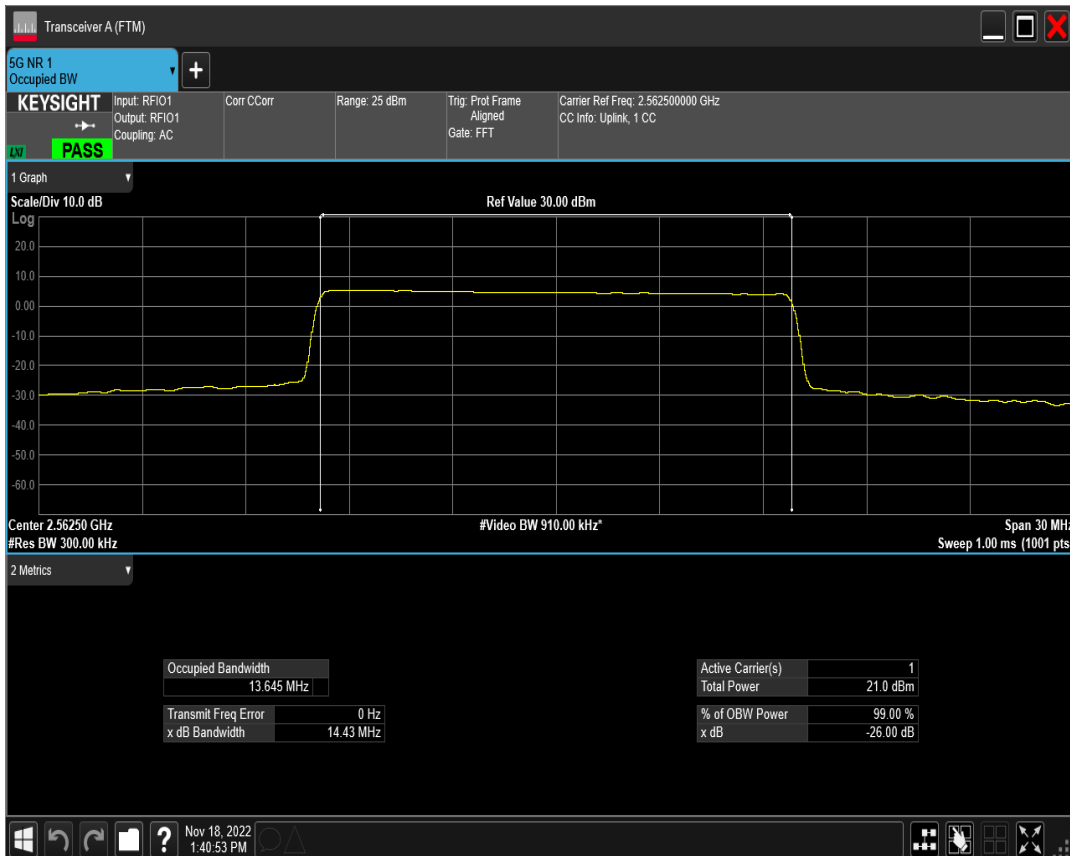 Transceiver A (FTM)
5G NR 1
Occupied BW
+
KEYSIGHT
LXI
PASS
Input: RFIO1
Output: RFIO1
Coupling: AC
Corr CCorr
Range: 25 dBm
Trig: Prot Frame
Aligned
Gate: FFT
Carrier Ref Freq: 2.562500000 GHz
CC Info: Uplink, 1 CC
1 Graph
Scale/Div 10.0 dB
Ref Value 30.00 dBm
Log
20.0
10.0
0.00
-10.0
-20.0
-30.0
-40.0
-50.0
-60.0
Center 2.56250 GHz
#Video BW 910.00 kHz*
Span 30 MHz
#Res BW 300.00 kHz
Sweep 1.00 ms (1001 pts
2 Metrics
Occupied Bandwidth
13.645 MHz
Transmit Freq Error 0 Hz
x dB Bandwidth 14.43 MHz
Active Carrier(s) 1
Total Power 21.0 dBm
% of OBW Power 99.00 %
x dB -26.00 dB
?
Nov 18, 2022
1:40:53 PM